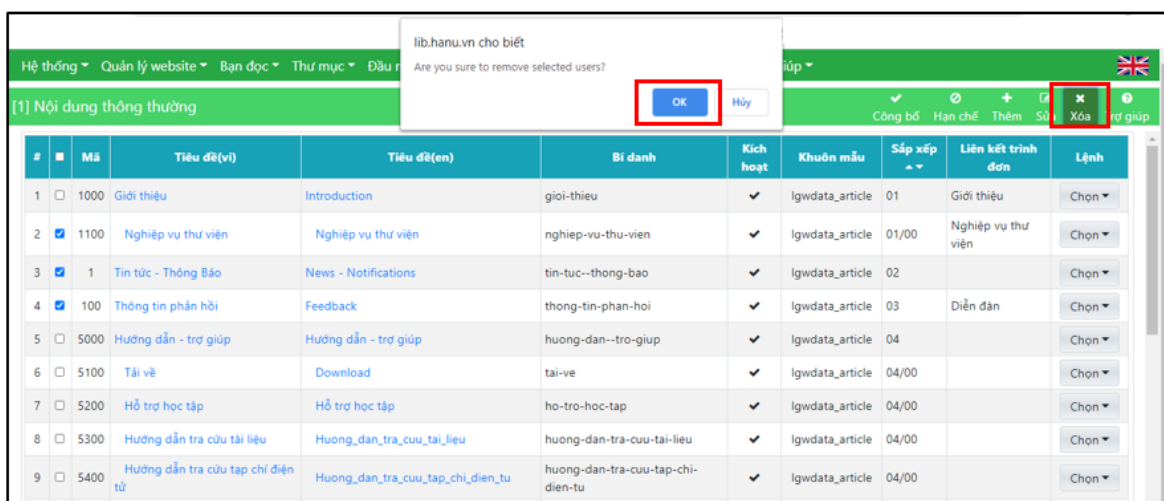 lib.hanu.vn cho biết
Are you sure to remove selected users?
OK Hủy
Hệ thống Quản lý website Bạn đọc Thư mục Đầu iúp
[1] Nội dung thông thường
Công bố Hạn chế Thêm Sửa Xóa Trợ giúp
# Mã Tiêu đề(vi) Tiêu đề(en) Bí danh Kích hoạt Khuôn mẫu Sắp xếp Liên kết trình đơn Lệnh
1 1000 Giới thiệu Introduction gioi-thieu lgwdata_article 01 Giới thiệu Chọn
2 1100 Nghiệp vụ thư viện Nghiệp vụ thư viện nghiep-vu-thu-vien lgwdata_article 01/00 Nghiệp vụ thư viện Chọn
3 1 Tin tức - Thông Báo News - Notifications tin-tuc--thong-bao lgwdata_article 02 Chọn
4 100 Thông tin phản hồi Feedback thong-tin-phan-hoi lgwdata_article 03 Diễn đàn Chọn
5 5000 Hướng dẫn - trợ giúp Hướng dẫn - trợ giúp huong-dan--tro-giup lgwdata_article 04 Chọn
6 5100 Tải về Download tai-ve lgwdata_article 04/00 Chọn
7 5200 Hỗ trợ học tập Hỗ trợ học tập ho-tro-hoc-tap lgwdata_article 04/00 Chọn
8 5300 Hướng dẫn tra cứu tài liệu Huong_dan_tra_cuu_tai_lieu huong-dan-tra-cuu-tai-lieu lgwdata_article 04/00 Chọn
9 5400 Hướng dẫn tra cứu tạp chí điện tử Huong_dan_tra_cuu_tap_chi_dien_tu huong-dan-tra-cuu-tap-chi-dien-tu lgwdata_article 04/00 Chọn